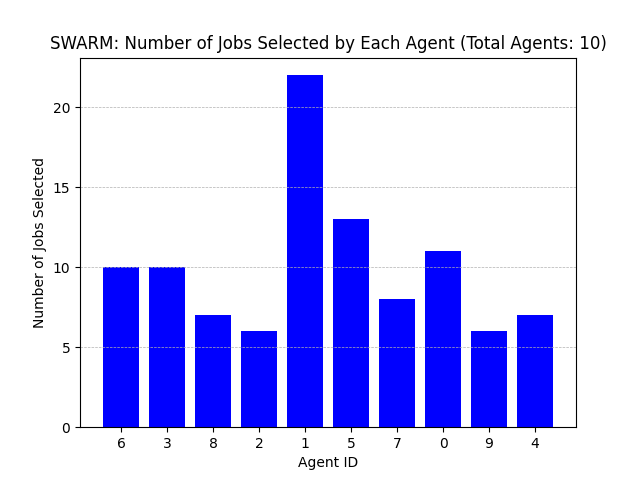 SWARM: Number of Jobs Selected by Each Agent (Total Agents: 10)
Number of Jobs Selected
20
15
10
5
0
6 3 8 2 1 5 7 0 9 4
Agent ID